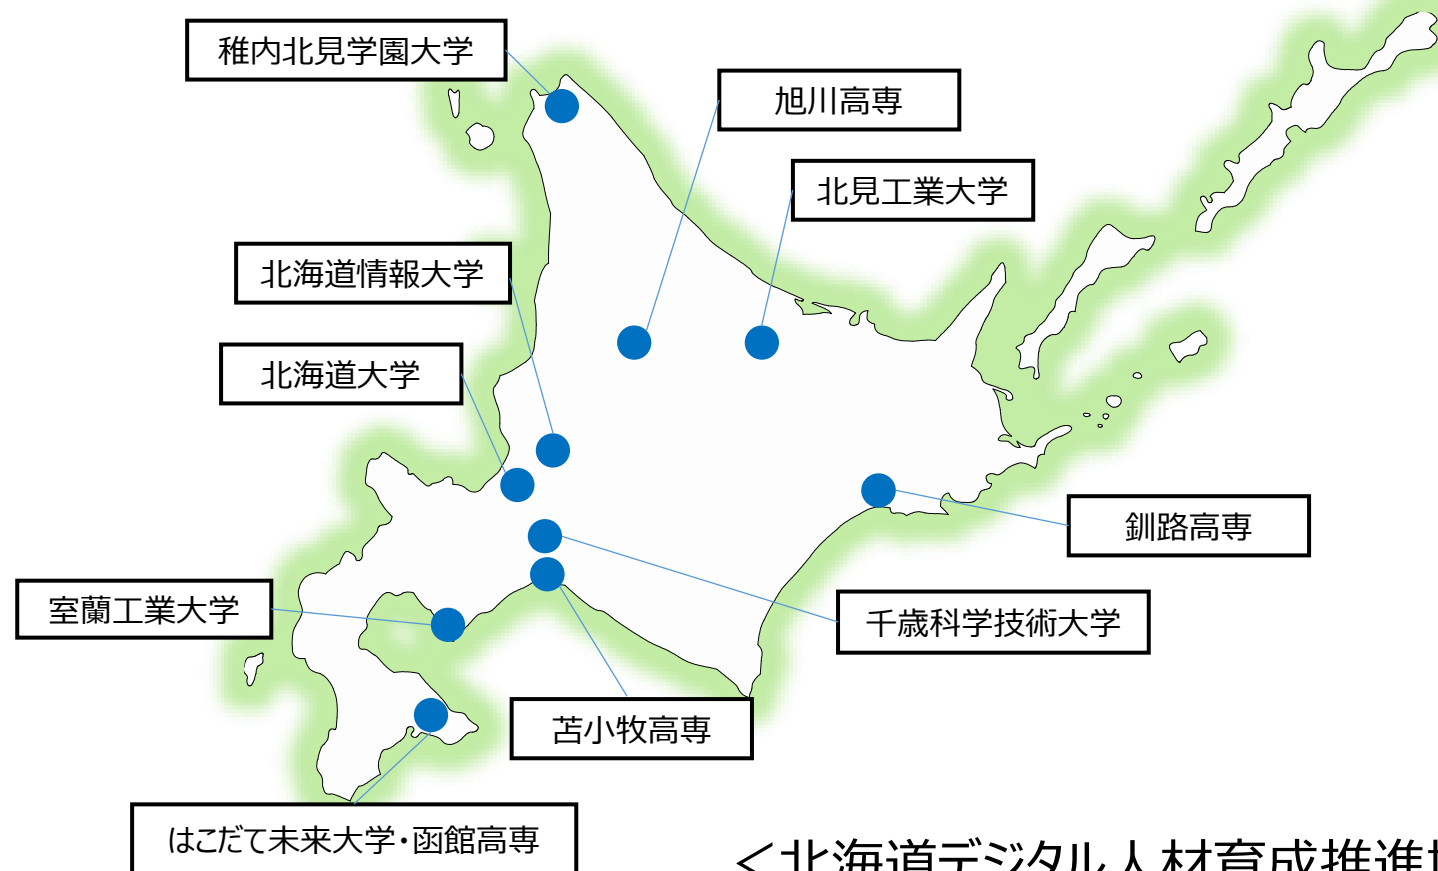 稚内北見学園大学
旭川高専
北見工業大学
北海道情報大学
北海道大学
釧路高専
室蘭工業大学
千歳科学技術大学
苫小牧高専
はこだて未来大学・函館高専
＜北海道デジタル人材育成推進